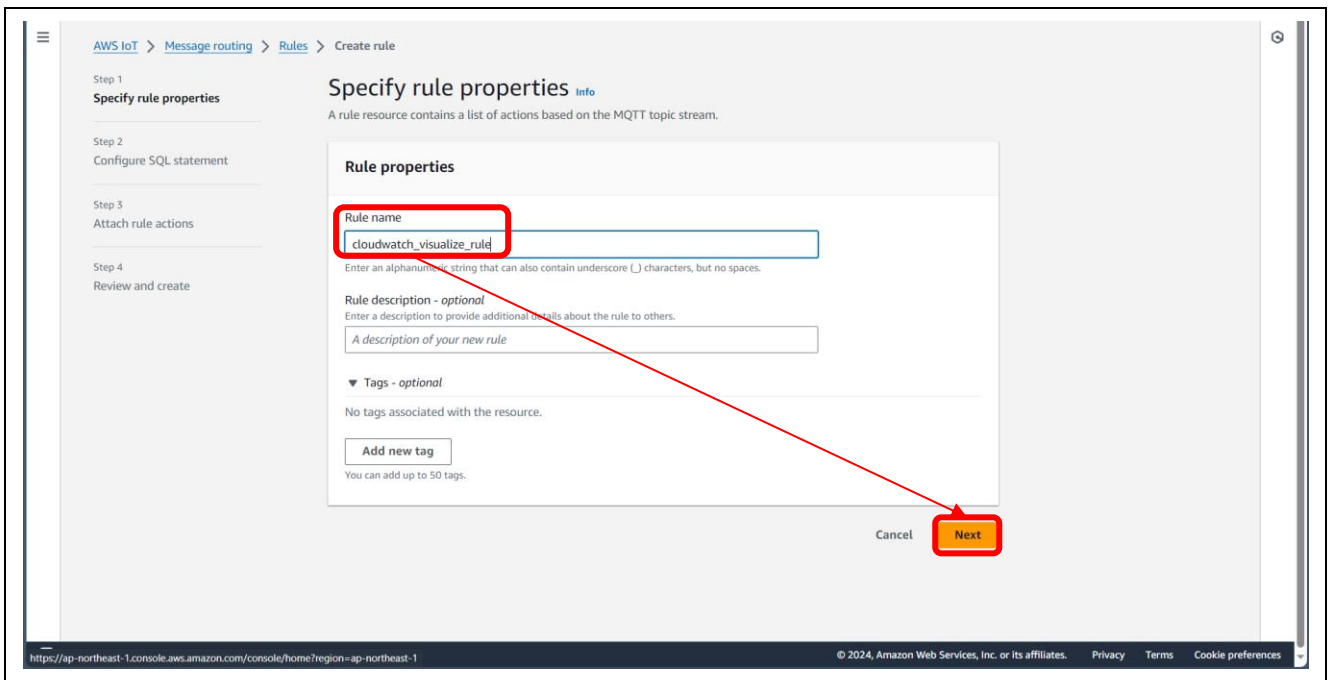 AWS IoT > Message routing > Rules > Create rule
Step 1
Specify rule properties
Step 2
Configure SQL statement
Step 3
Attach rule actions
Step 4
Review and create
Specify rule properties Info
A rule resource contains a list of actions based on the MQTT topic stream.
Rule properties
Rule name
cloudwatch_visualize_rule
Enter an alphanumeric string that can also contain underscore (_) characters, but no spaces.
Rule description - optional
Enter a description to provide additional details about the rule to others.
A description of your new rule
▼ Tags - optional
No tags associated with the resource.
Add new tag
You can add up to 50 tags.
Cancel Next
https://ap-northeast-1.console.aws.amazon.com/console/home?region=ap-northeast-1
© 2024, Amazon Web Services, Inc. or its affiliates. Privacy Terms Cookie preferences